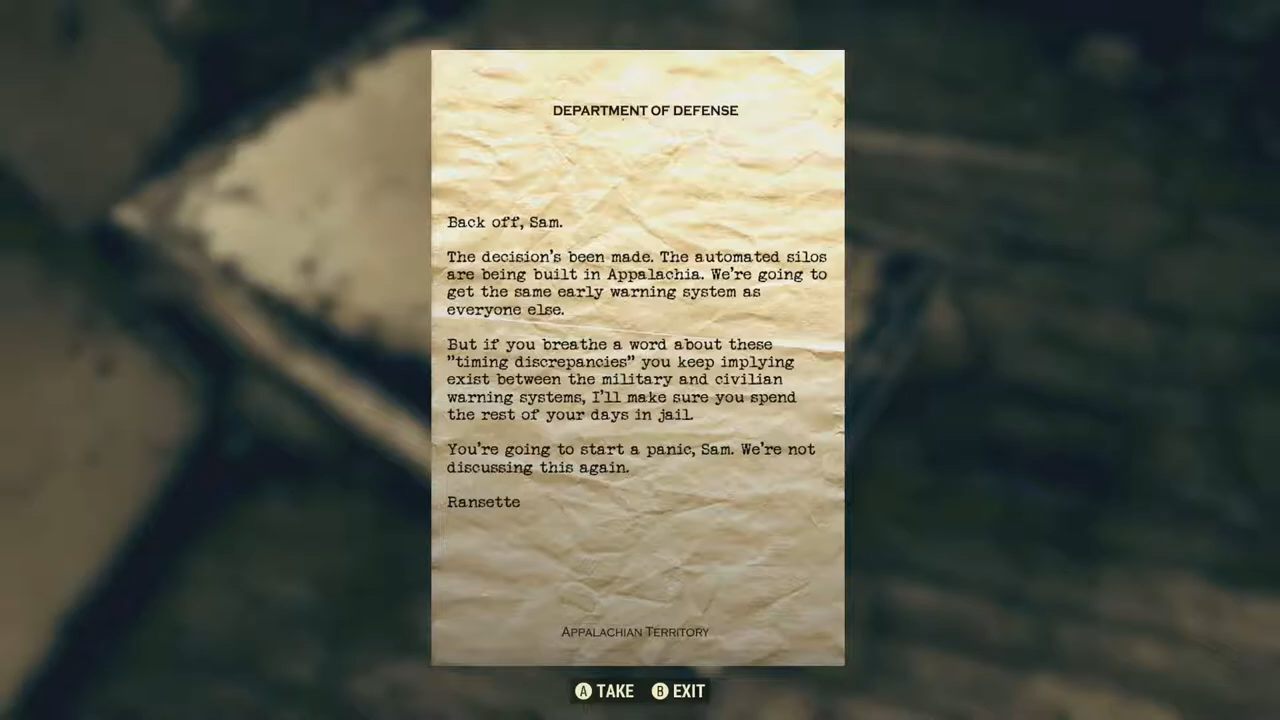 DEPARTMENT OF DEFENSE
Back off, Sam.
The decision's been made. The automated silos
are being built in Appalachia. We're going to
get the same early warning system as
everyone else.
But if you breathe a word about these
"timing discrepancies" you keep implying
exist between the military and civilian
warning systems, I'll make sure you spend
the rest of your days in jail.
You're going to start a panic, Sam. We're not
discussing this again.
Ransette
APPALACHIAN TERRITORY
A TAKE B EXIT